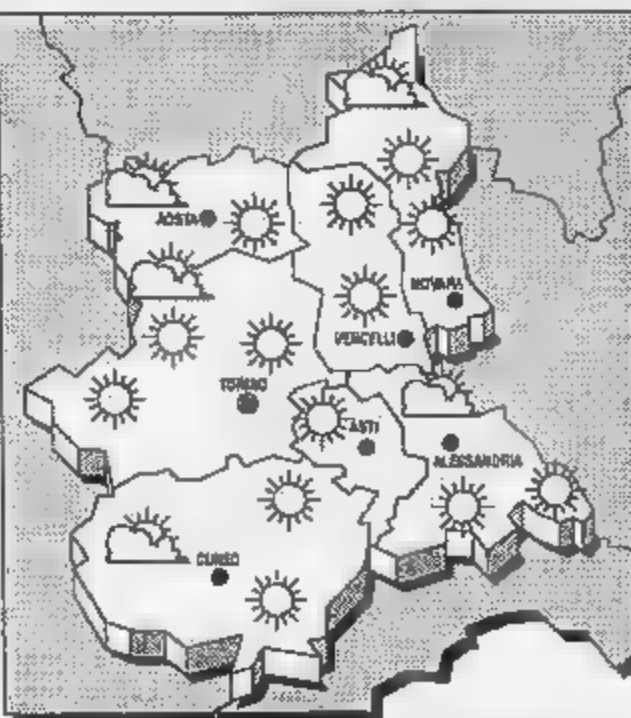 AOSTA
NOVARA
VERCELLI
TORINO
ASTI
ALESSANDRIA
CUNEO